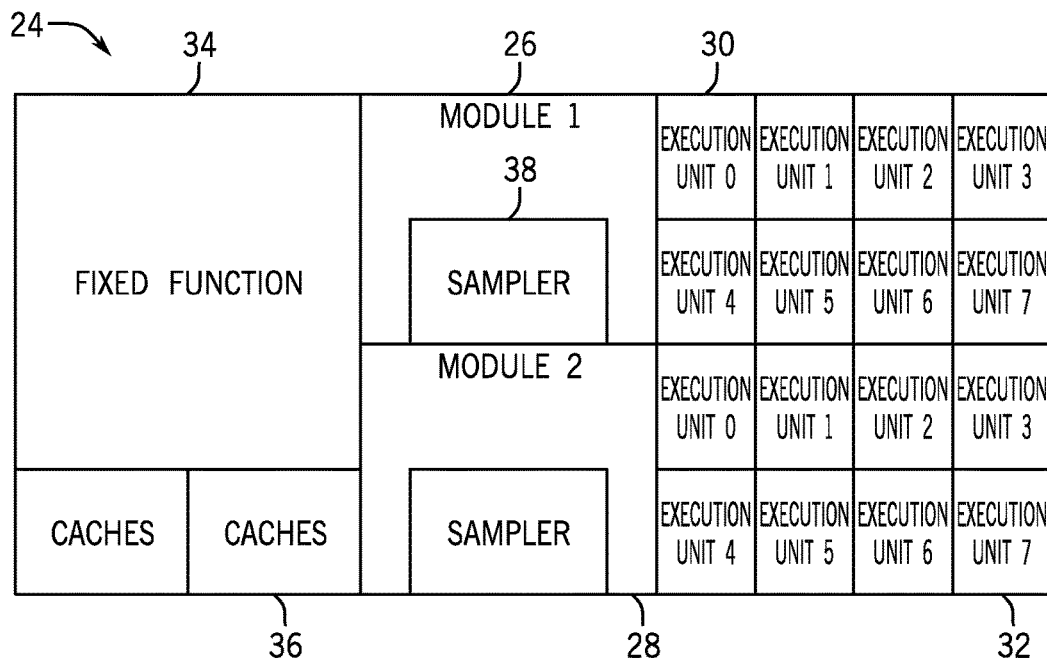 24
34
26
30
MODULE 1
EXECUTION UNIT 0
EXECUTION UNIT 1
EXECUTION UNIT 2
EXECUTION UNIT 3
38
FIXED FUNCTION
SAMPLER
EXECUTION UNIT 4
EXECUTION UNIT 5
EXECUTION UNIT 6
EXECUTION UNIT 7
MODULE 2
EXECUTION UNIT 0
EXECUTION UNIT 1
EXECUTION UNIT 2
EXECUTION UNIT 3
CACHES
CACHES
SAMPLER
EXECUTION UNIT 4
EXECUTION UNIT 5
EXECUTION UNIT 6
EXECUTION UNIT 7
36
28
32